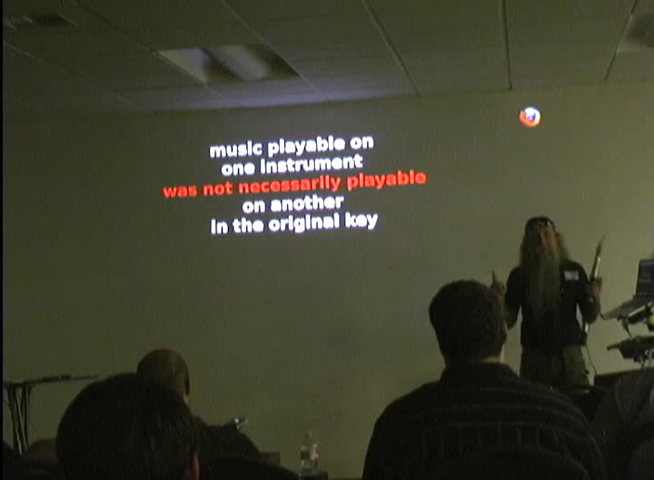 music playable on
one instrument
was not necessarily playable
on another
in the original key